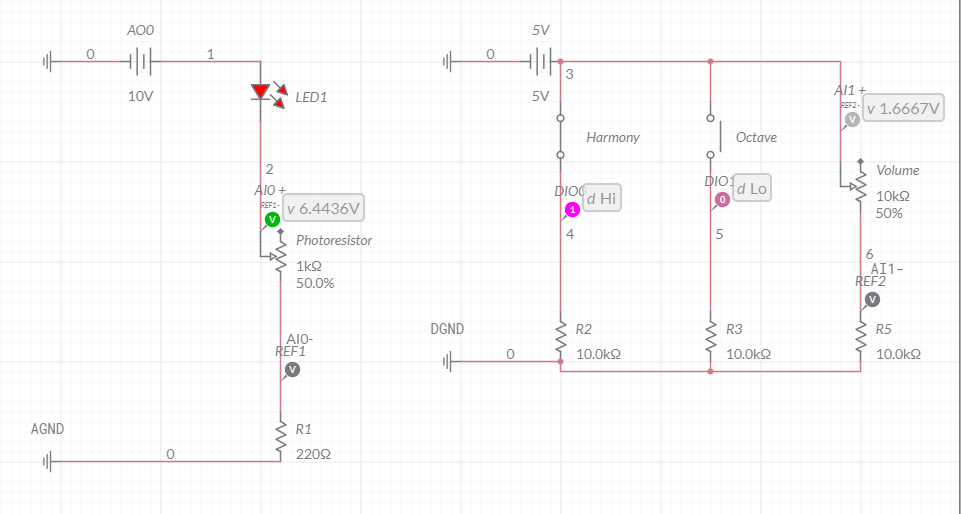 AO0
0
1
10V
LED1
2
AI0 +
REF1-
V
v 6.4436V
Photoresistor
1kΩ
50.0%
AI0-
REF1
V
AGND
0
R1
220Ω
5V
0
3
5V
Harmony
DIO0
1
d Hi
4
Octave
DIO1
0
d Lo
5
AI1 +
REF2-
V
v 1.6667V
Volume
10kΩ
50%
6
AI1-
REF2
V
DGND
0
R2
10.0kΩ
R3
10.0kΩ
R5
10.0kΩ